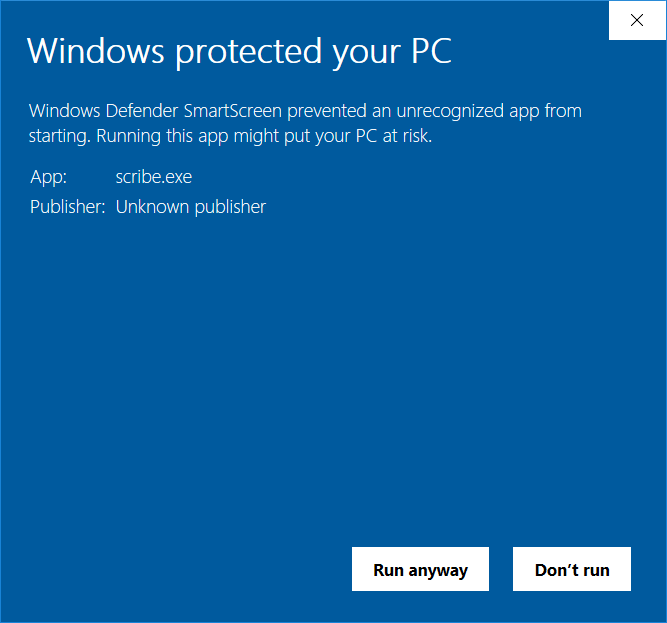 Windows protected your PC
Windows Defender SmartScreen prevented an unrecognized app from
starting. Running this app might put your PC at risk.
App: scribe.exe
Publisher: Unknown publisher
Run anyway Don't run